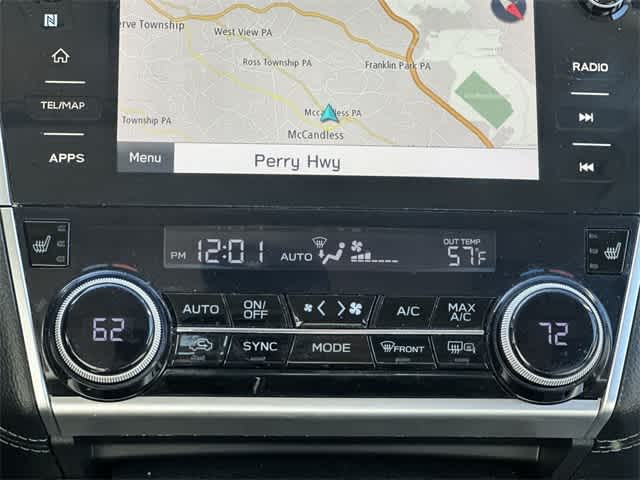 N
erve Township
West View PA
Ross Township PA
Franklin Park PA
McCandless PA
Township PA
McCandless
Menu
Perry Hwy
TEL/MAP
APPS
RADIO
PM 12:01
AUTO
OUT TEMP
57°F
62
AUTO
ON/OFF
A/C
MAX A/C
SYNC
MODE
FRONT
72